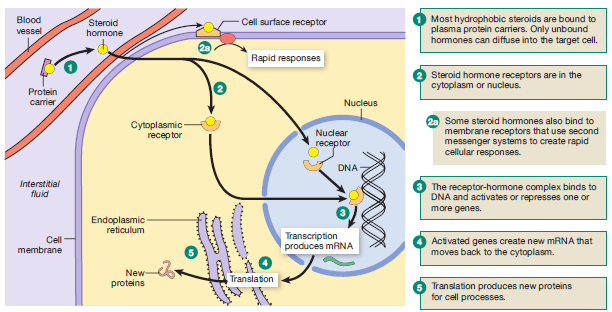 Blood
vessel
Steroid
hormone
Cell surface receptor
2a
Rapid responses
1
Protein
carrier
2
Nucleus
Cytoplasmic
receptor
Nuclear
receptor
DNA
Interstitial
fluid
3
Endoplasmic
reticulum
Transcription
produces mRNA
Cell
membrane
5
4
New
proteins
Translation
1 Most hydrophobic steroids are bound to
plasma protein carriers. Only unbound
hormones can diffuse into the target cell.
2 Steroid hormone receptors are in the
cytoplasm or nucleus.
2a Some steroid hormones also bind to
membrane receptors that use second
messenger systems to create rapid
cellular responses.
3 The receptor-hormone complex binds to
DNA and activates or represses one or
more genes.
4 Activated genes create new mRNA that
moves back to the cytoplasm.
5 Translation produces new proteins
for cell processes.